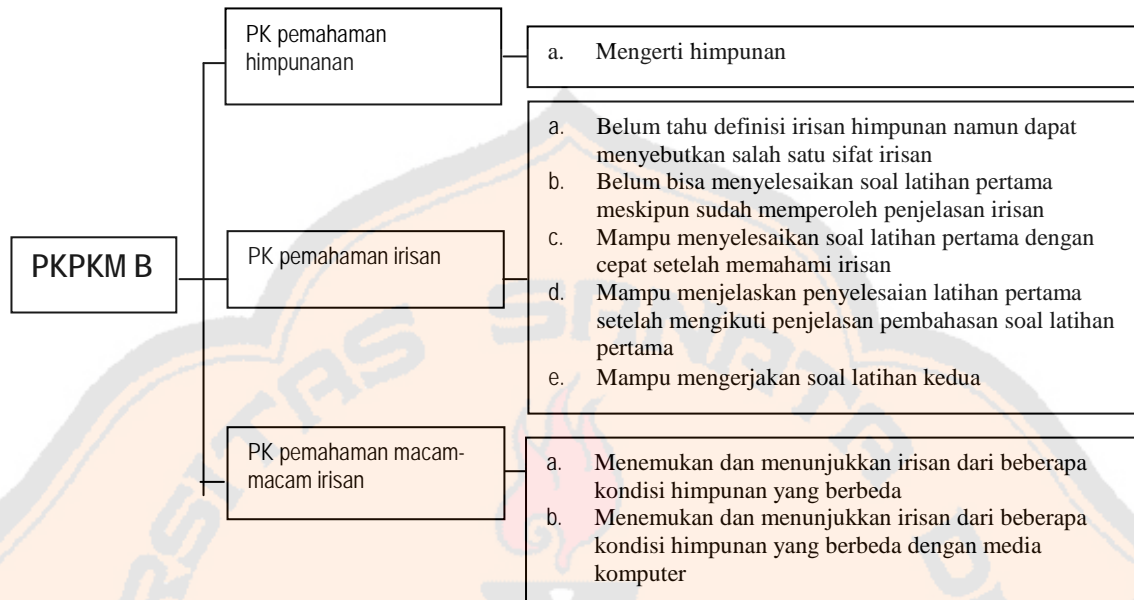 PK pemahaman
himpunanan
a. Mengerti himpunan
PKPKM B
PK pemahaman irisan
a. Belum tahu definisi irisan himpunan namun dapat
menyebutkan salah satu sifat irisan
b. Belum bisa menyelesaikan soal latihan pertama
meskipun sudah memperoleh penjelasan irisan
c. Mampu menyelesaikan soal latihan pertama dengan
cepat setelah memahami irisan
d. Mampu menjelaskan penyelesaian latihan pertama
setelah mengikuti penjelasan pembahasan soal latihan
pertama
e. Mampu mengerjakan soal latihan kedua
PK pemahaman macam-
macam irisan
a. Menemukan dan menunjukkan irisan dari beberapa
kondisi himpunan yang berbeda
b. Menemukan dan menunjukkan irisan dari beberapa
kondisi himpunan yang berbeda dengan media
komputer